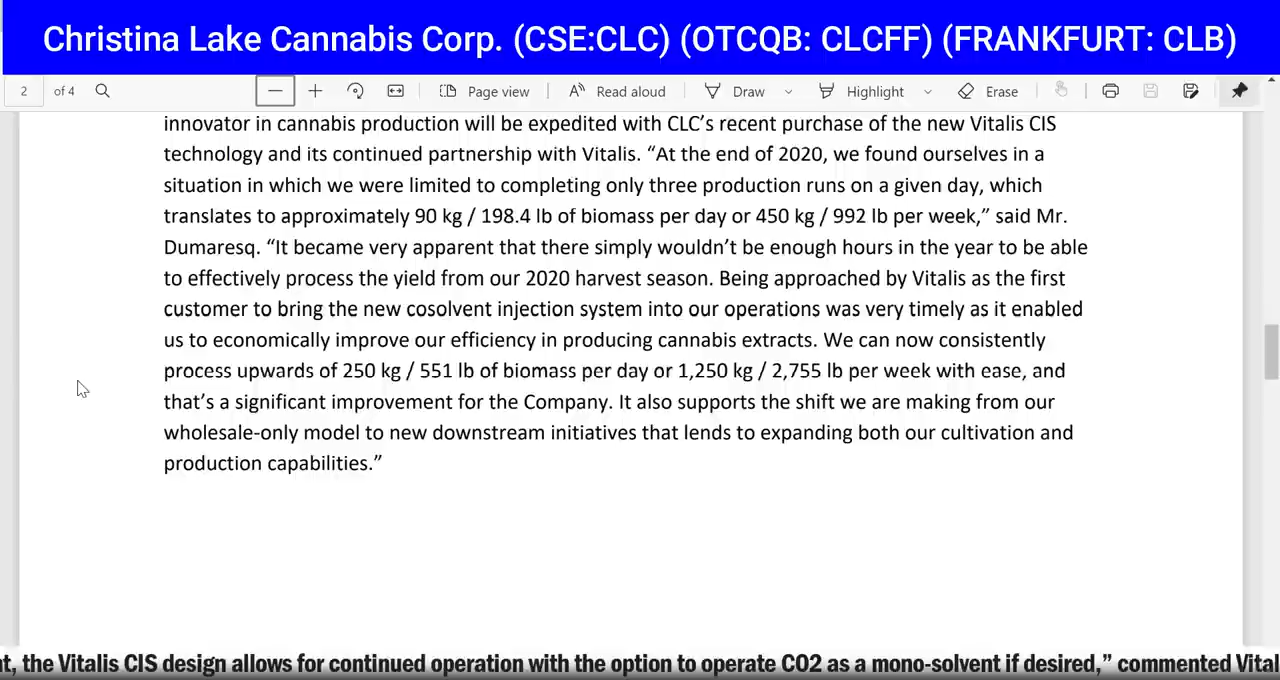 Christina Lake Cannabis Corp. (CSE:CLC) (OTCQB: CLCFF) (FRANKFURT: CLB)
2 of 4 Page view Read aloud Draw Highlight Erase
innovator in cannabis production will be expedited with CLC’s recent purchase of the new Vitalis CIS
technology and its continued partnership with Vitalis. “At the end of 2020, we found ourselves in a
situation in which we were limited to completing only three production runs on a given day, which
translates to approximately 90 kg / 198.4 lb of biomass per day or 450 kg / 992 lb per week,” said Mr.
Dumaresq. “It became very apparent that there simply wouldn’t be enough hours in the year to be able
to effectively process the yield from our 2020 harvest season. Being approached by Vitalis as the first
customer to bring the new cosolvent injection system into our operations was very timely as it enabled
us to economically improve our efficiency in producing cannabis extracts. We can now consistently
process upwards of 250 kg / 551 lb of biomass per day or 1,250 kg / 2,755 lb per week with ease, and
that’s a significant improvement for the Company. It also supports the shift we are making from our
wholesale-only model to new downstream initiatives that lends to expanding both our cultivation and
production capabilities.”
t, the Vitalis CIS design allows for continued operation with the option to operate CO2 as a mono-solvent if desired,” commented Vital